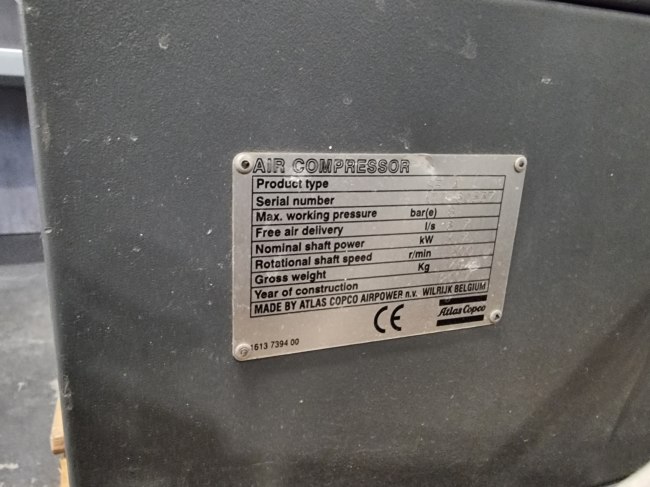 AIR COMPRESSOR
Product type
Serial number
Max. working pressure bar(e)
Free air delivery l/s
Nominal shaft power kW
Rotational shaft speed r/min
Gross weight Kg
Year of construction
MADE BY ATLAS COPCO AIRPOWER n.v. WILRIJK BELGIUM
CE
Atlas Copco
1613 7394 00